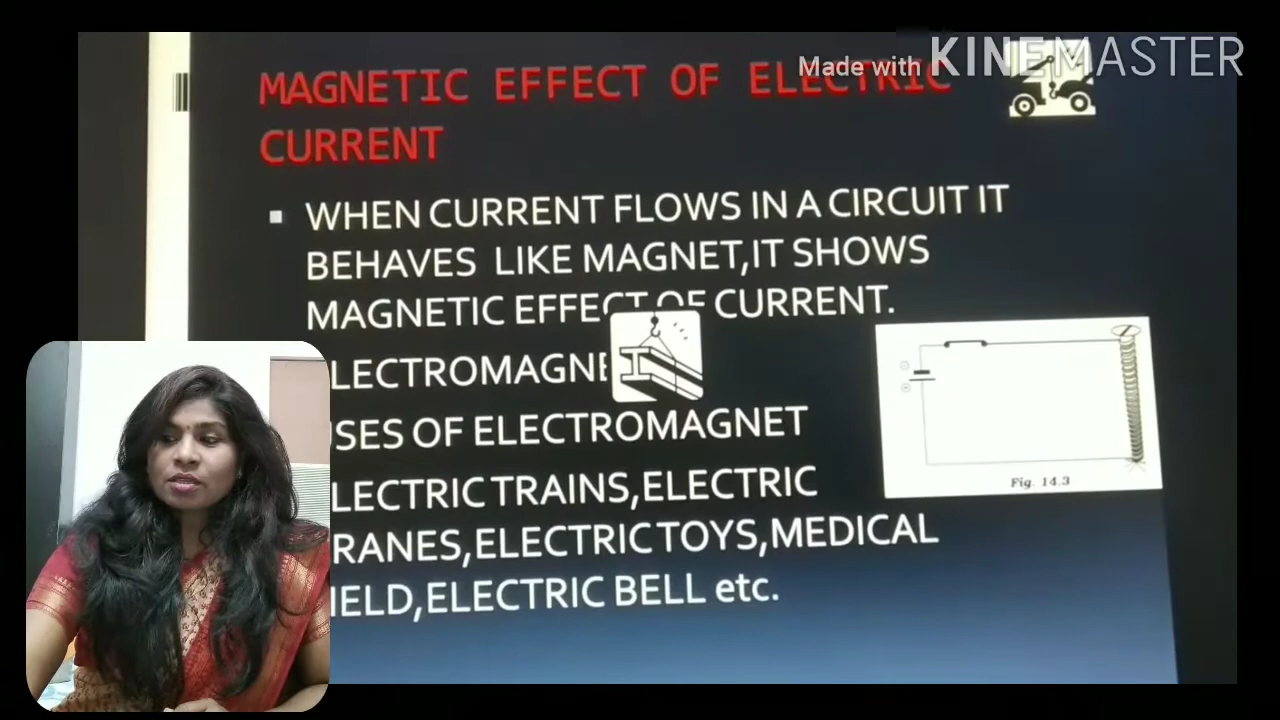 Made with KINEMASTER
MAGNETIC EFFECT OF ELECTRIC
CURRENT
▪ WHEN CURRENT FLOWS IN A CIRCUIT IT
BEHAVES LIKE MAGNET,IT SHOWS
MAGNETIC EFFECT OF CURRENT.
LECTROMAGNE
USES OF ELECTROMAGNET
LECTRIC TRAINS,ELECTRIC
RANES,ELECTRIC TOYS,MEDICAL
IELD,ELECTRIC BELL etc.
Fig. 14.3